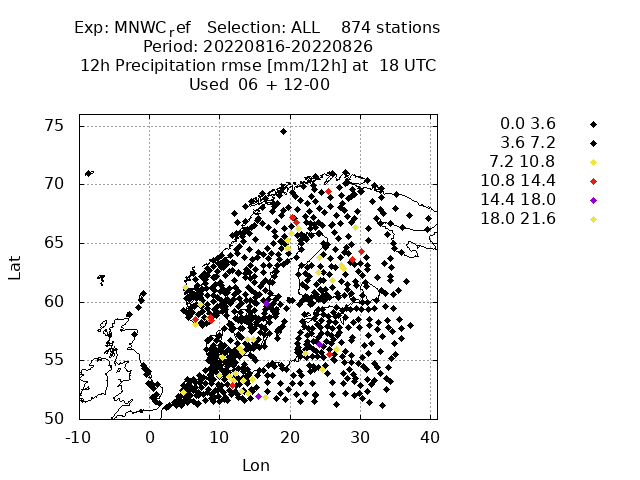 Exp: MNWC_ref   Selection: ALL    874 stations
Period: 20220816-20220826
12h Precipitation rmse [mm/12h] at  18 UTC
Used  06 + 12-00
0.0 3.6
3.6 7.2
7.2 10.8
10.8 14.4
14.4 18.0
18.0 21.6
75
70
65
60
55
50
Lat
-10 0 10 20 30 40
Lon